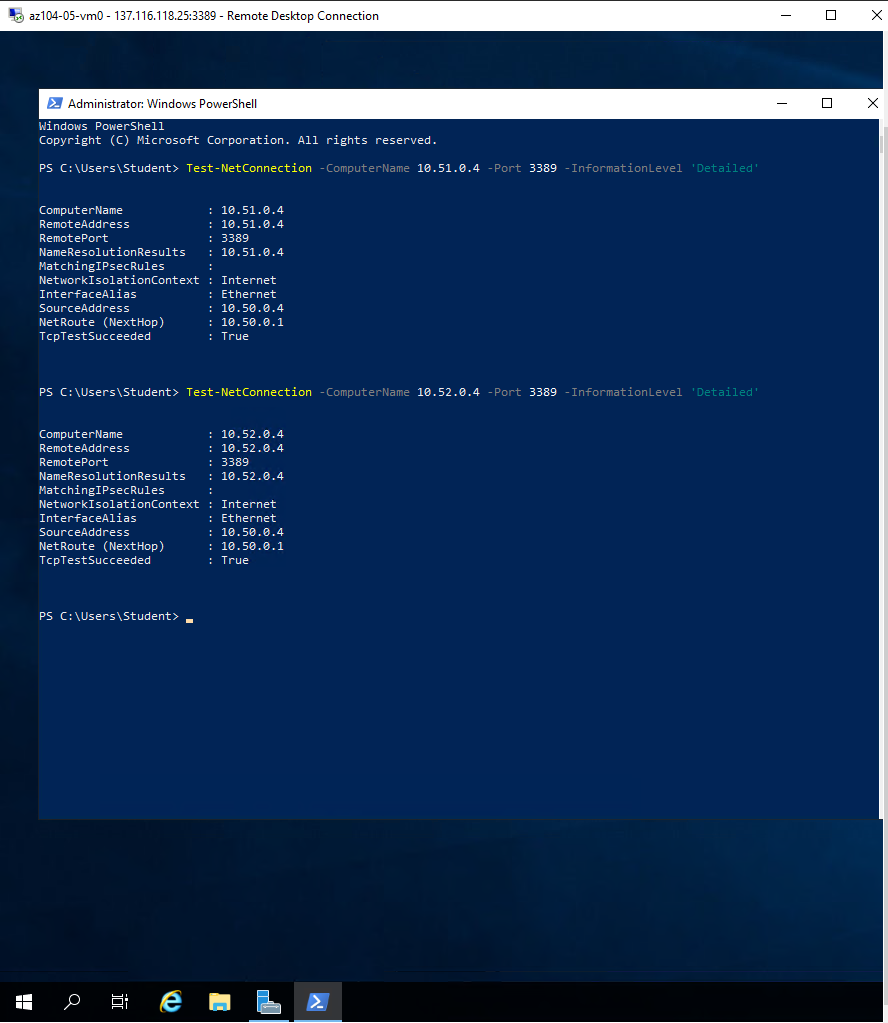 az104-05-vm0 - 137.116.118.25:3389 - Remote Desktop Connection
Administrator: Windows PowerShell
Windows PowerShell
Copyright (C) Microsoft Corporation. All rights reserved.
PS C:\Users\Student> Test-NetConnection -ComputerName 10.51.0.4 -Port 3389 -InformationLevel 'Detailed'
ComputerName            : 10.51.0.4
RemoteAddress           : 10.51.0.4
RemotePort              : 3389
NameResolutionResults   : 10.51.0.4
MatchingIPsecRules      :
NetworkIsolationContext : Internet
InterfaceAlias          : Ethernet
SourceAddress           : 10.50.0.4
NetRoute (NextHop)      : 10.50.0.1
TcpTestSucceeded        : True
PS C:\Users\Student> Test-NetConnection -ComputerName 10.52.0.4 -Port 3389 -InformationLevel 'Detailed'
ComputerName            : 10.52.0.4
RemoteAddress           : 10.52.0.4
RemotePort              : 3389
NameResolutionResults   : 10.52.0.4
MatchingIPsecRules      :
NetworkIsolationContext : Internet
InterfaceAlias          : Ethernet
SourceAddress           : 10.50.0.4
NetRoute (NextHop)      : 10.50.0.1
TcpTestSucceeded        : True
PS C:\Users\Student>